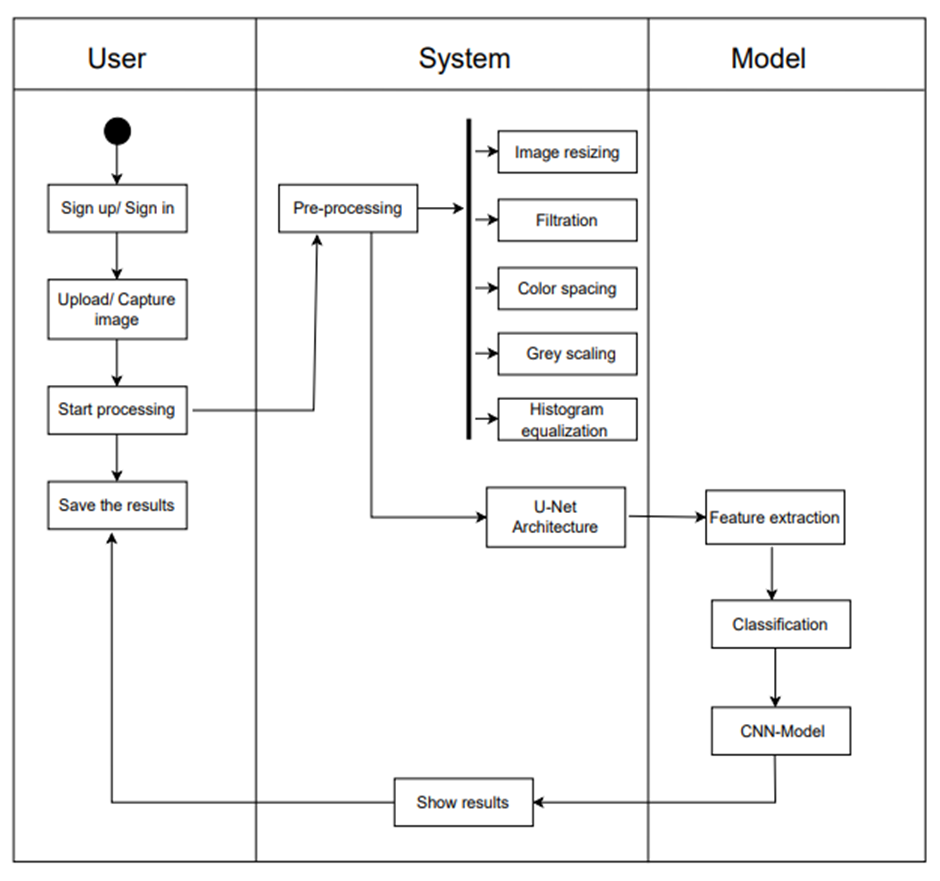 User
System
Model
Sign up/ Sign in
Upload/ Capture
image
Start processing
Save the results
Pre-processing
Image resizing
Filtration
Color spacing
Grey scaling
Histogram
equalization
U-Net
Architecture
Feature extraction
Classification
CNN-Model
Show results